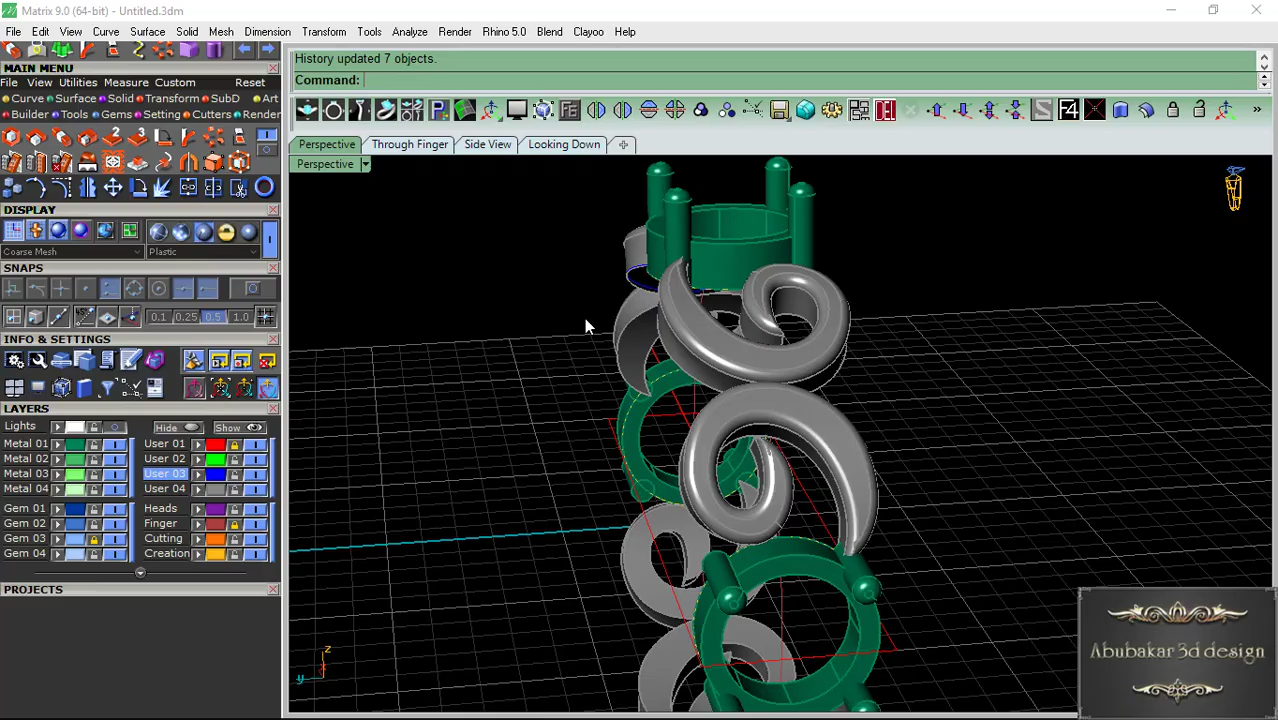 Matrix 9.0 (64-bit) - Untitled.3dm
File Edit View Curve Surface Solid Mesh Dimension Transform Tools Analyze Render Rhino 5.0 Blend Clayoo Help
History updated 7 objects.
Command:
MAIN MENU
File View Utilities Measure Custom Reset
Curve Surface Solid Transform SubD Art
Builder Tools Gems Setting Cutters Render
F4
Perspective Through Finger Side View Looking Down
Perspective
DISPLAY
Coarse Mesh Plastic
SNAPS
0.1 0.25 0.5 1.0
INFO & SETTINGS
LAYERS
Lights Hide Show
Metal 01 User 01
Metal 02 User 02
Metal 03 User 03
Metal 04 User 04
Gem 01 Heads
Gem 02 Finger
Gem 03 Cutting
Gem 04 Creation
PROJECTS
z
y
Abubakar 3d design